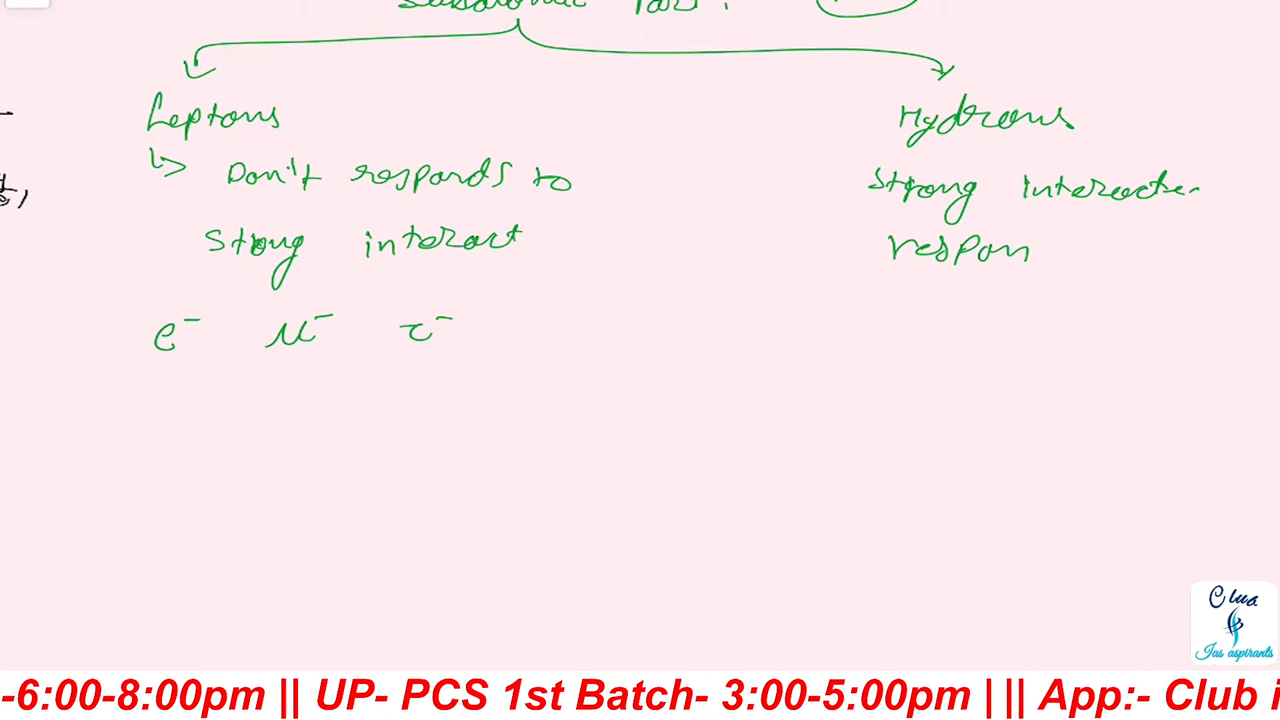 Leptons
Hydrons
↳ Don't responds to
Strong interact
Strong Interaction
respon
e⁻ μ⁻ τ⁻
Club
Ias aspirants
-6:00-8:00pm || UP- PCS 1st Batch- 3:00-5:00pm | || App:- Club i